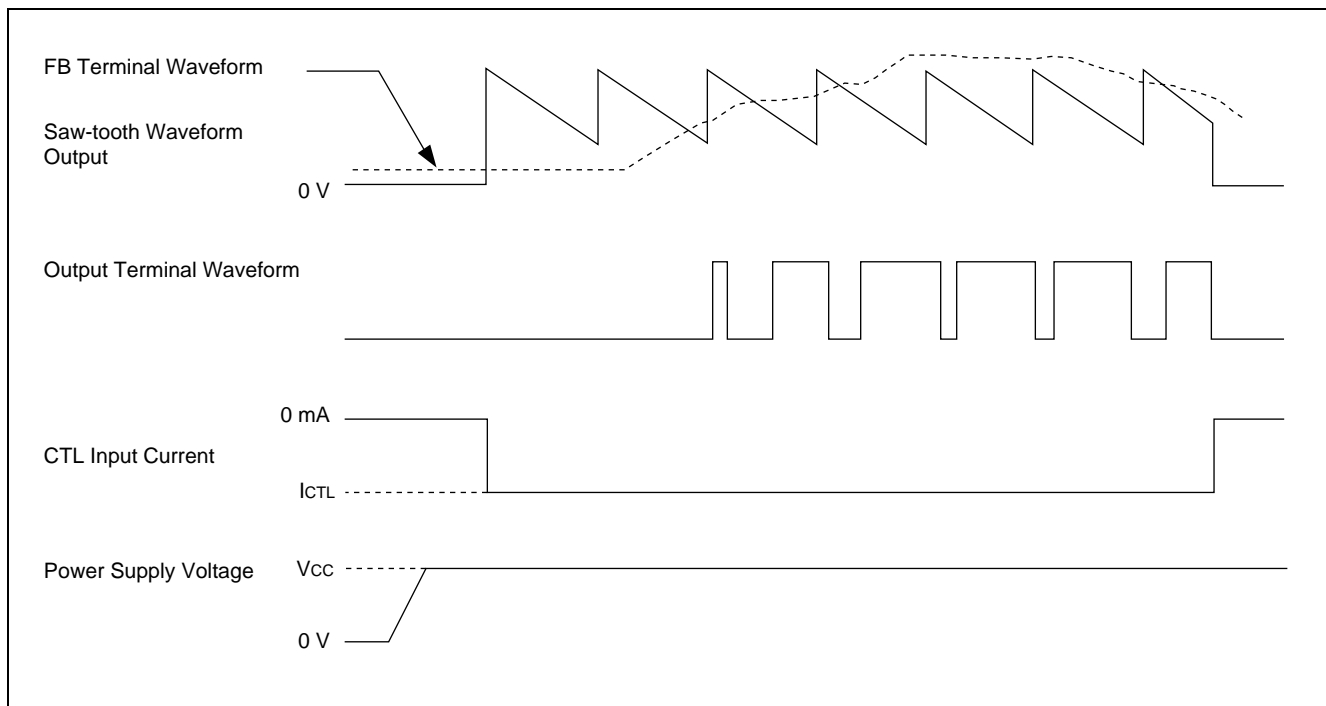 FB Terminal Waveform
Saw-tooth Waveform
Output
0 V
Output Terminal Waveform
0 mA
CTL Input Current
ICTL
Power Supply Voltage
VCC
0 V